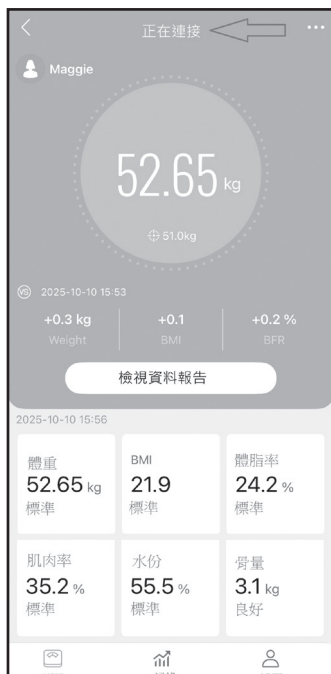 正在連接
Maggie
52.65 kg
51.0kg
VS 2025-10-10 15:53
+0.3 kg +0.1 +0.2 %
Weight BMI BFR
檢視資料報告
2025-10-10 15:56
體重 BMI 體脂率
52.65 kg 21.9 24.2 %
標準 標準 標準
肌肉率 水份 骨量
35.2 % 55.5 % 3.1 kg
標準 標準 良好